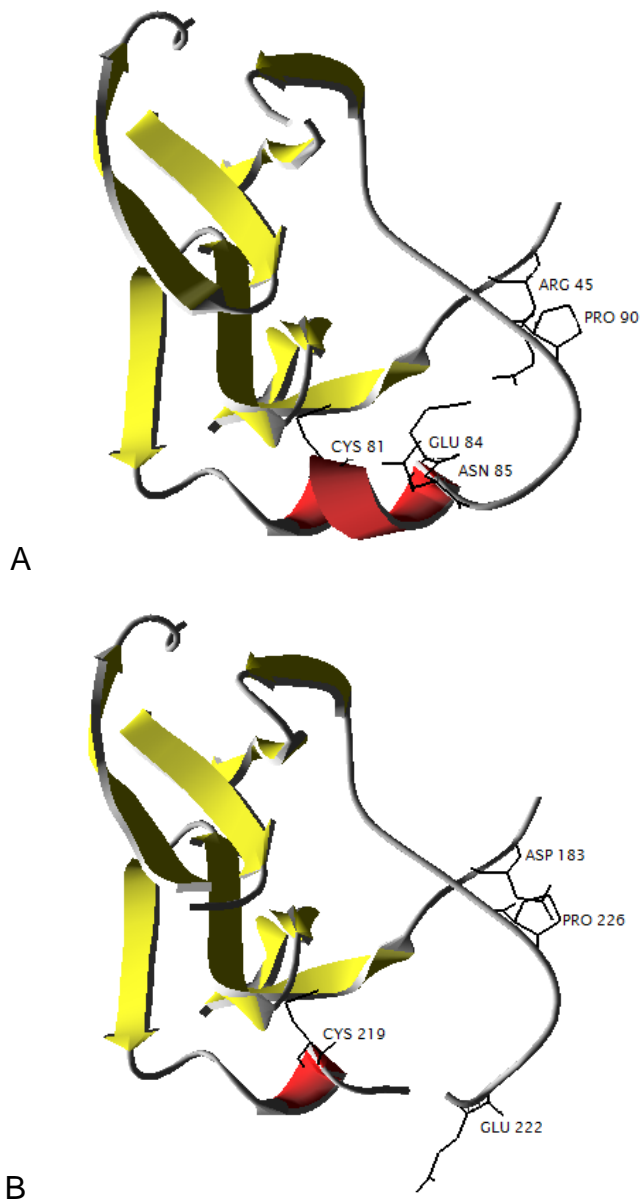 ARG 45
PRO 90
CYS 81
GLU 84
ASN 85
A
ASP 183
PRO 226
CYS 219
GLU 222
B